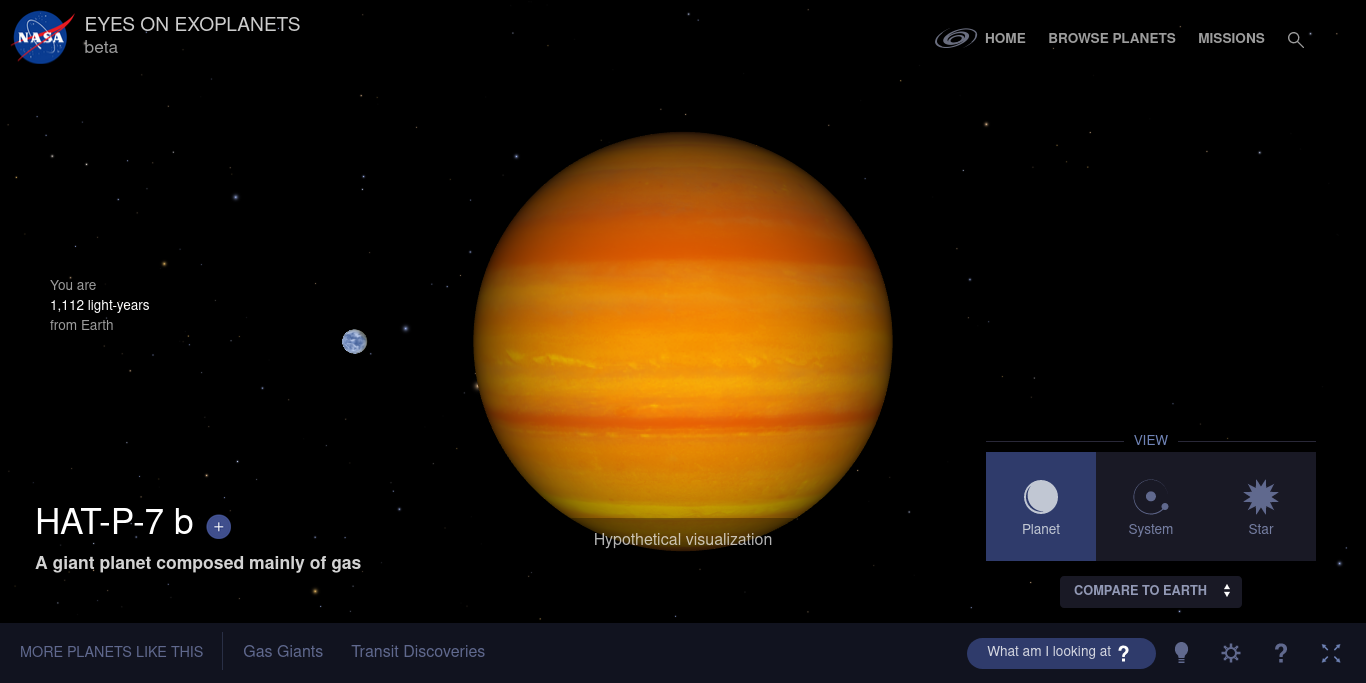 NASA
EYES ON EXOPLANETS
beta
HOME
BROWSE PLANETS
MISSIONS
You are
1,112 light-years
from Earth
HAT-P-7 b +
A giant planet composed mainly of gas
Hypothetical visualization
VIEW
Planet
System
Star
COMPARE TO EARTH
MORE PLANETS LIKE THIS
Gas Giants
Transit Discoveries
What am I looking at ?
?